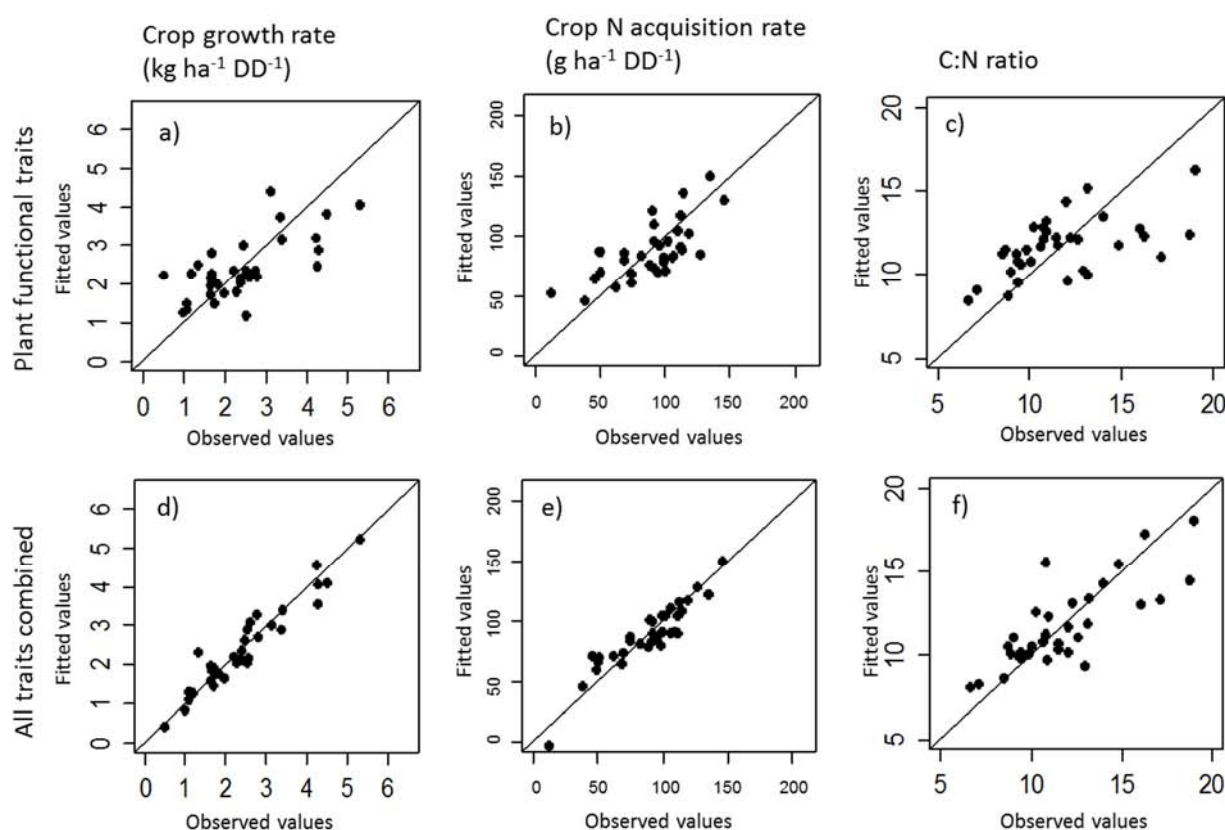 Crop growth rate
(kg ha⁻¹ DD⁻¹)
Crop N acquisition rate
(g ha⁻¹ DD⁻¹)
C:N ratio
Plant functional traits
a)
Fitted values
0 1 2 3 4 5 6
0 1 2 3 4 5 6
Observed values
b)
Fitted values
0 50 100 150 200
0 50 100 150 200
Observed values
c)
Fitted values
5 10 15 20
5 10 15 20
Observed values
All traits combined
d)
Fitted values
0 1 2 3 4 5 6
0 1 2 3 4 5 6
Observed values
e)
Fitted values
0 50 100 150 200
0 50 100 150 200
Observed values
f)
Fitted values
5 10 15 20
5 10 15 20
Observed values